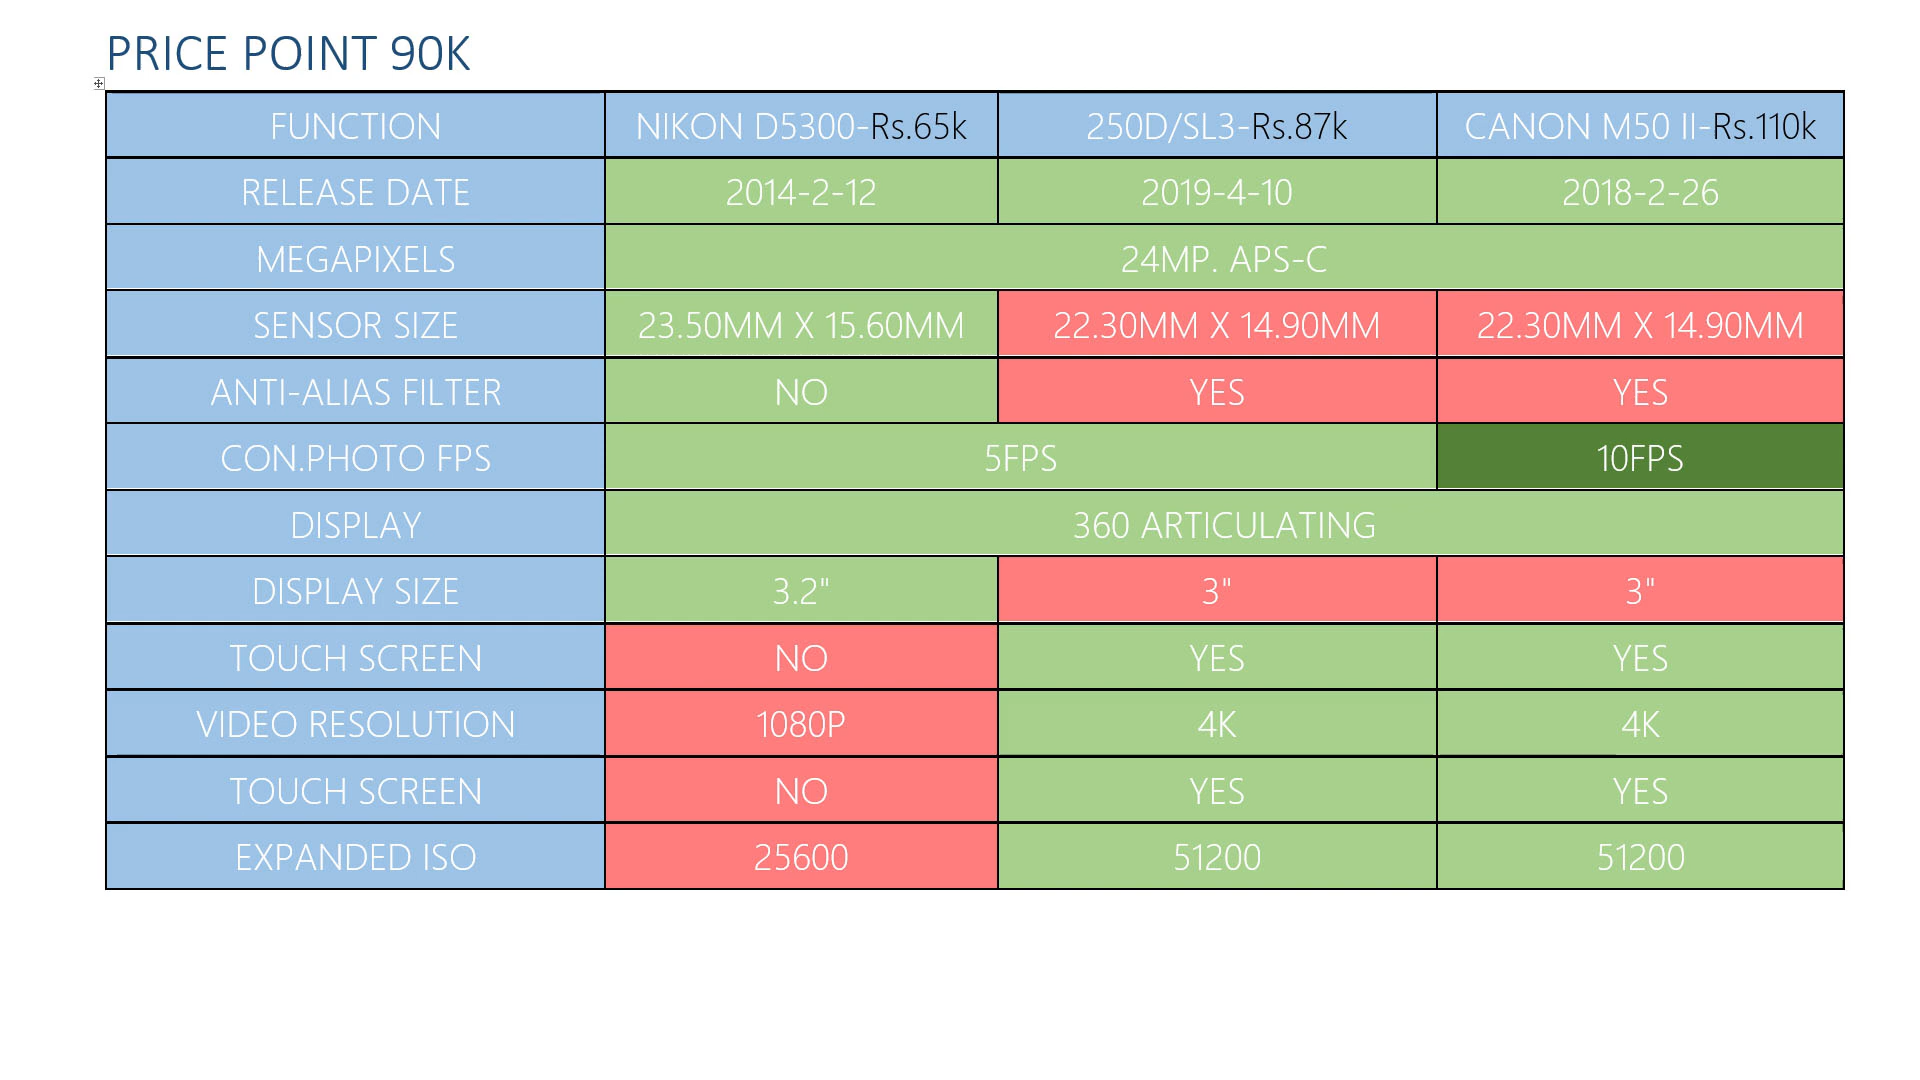 PRICE POINT 90K
FUNCTION NIKON D5300-Rs.65k 250D/SL3-Rs.87k CANON M50 II-Rs.110k
RELEASE DATE 2014-2-12 2019-4-10 2018-2-26
MEGAPIXELS 24MP. APS-C
SENSOR SIZE 23.50MM X 15.60MM 22.30MM X 14.90MM 22.30MM X 14.90MM
ANTI-ALIAS FILTER NO YES YES
CON.PHOTO FPS 5FPS 10FPS
DISPLAY 360 ARTICULATING
DISPLAY SIZE 3.2" 3" 3"
TOUCH SCREEN NO YES YES
VIDEO RESOLUTION 1080P 4K 4K
TOUCH SCREEN NO YES YES
EXPANDED ISO 25600 51200 51200